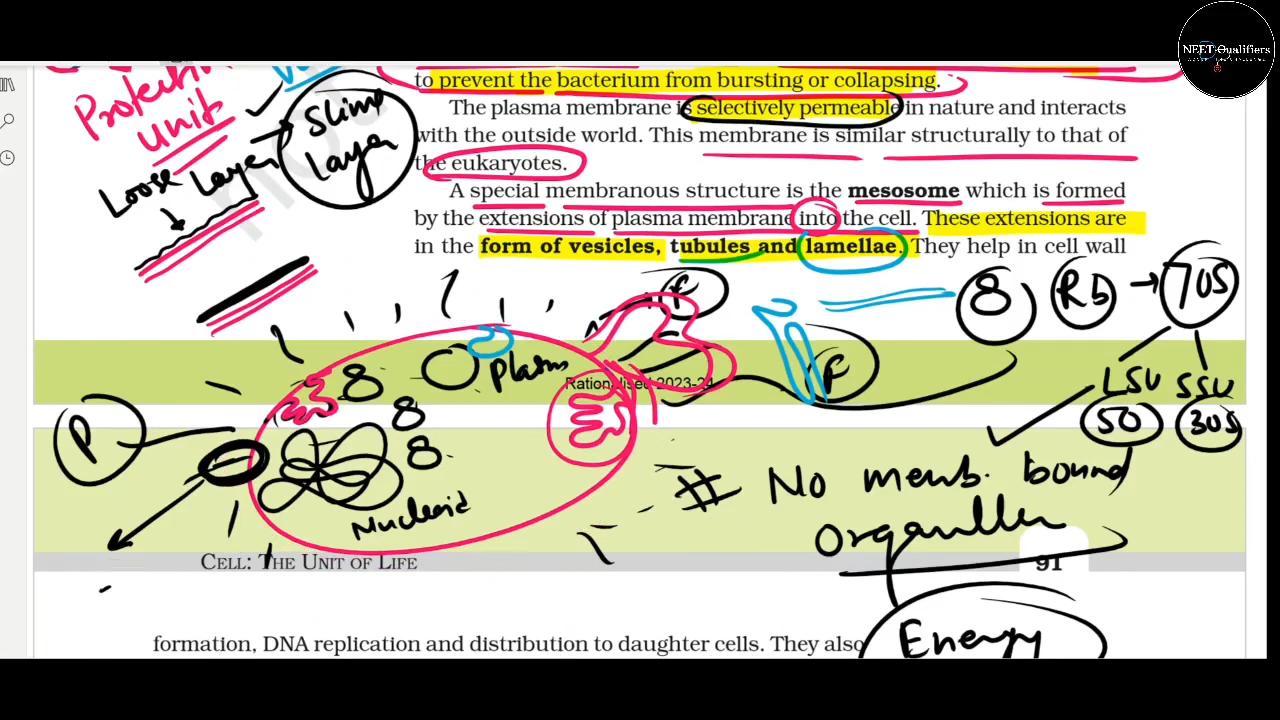 NEET Qualifiers
to prevent the bacterium from bursting or collapsing.
The plasma membrane is selectively permeable in nature and interacts
with the outside world. This membrane is similar structurally to that of
the eukaryotes.
A special membranous structure is the mesosome which is formed
by the extensions of plasma membrane into the cell. These extensions are
in the form of vesicles, tubules and lamellae. They help in cell wall
Protection
Unit
Slime
Layer
Loose Layer
8 Rb → 70S
LSU SSU
50 30S
P
8
8
8
Plasm
Nucleoid
F
F
Rationalised 2023-24
# No memb. bound
CELL: THE UNIT OF LIFE
91
formation, DNA replication and distribution to daughter cells. They also
Energy